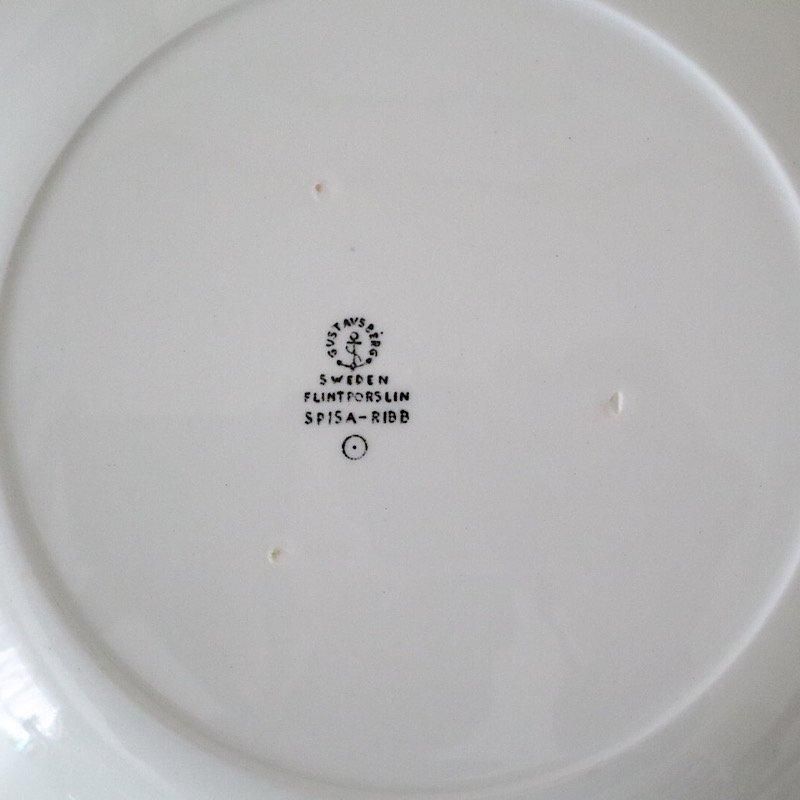 GUSTAVSBERG
SWEDEN
FLINTPORSLIN
SPISA-RIBB